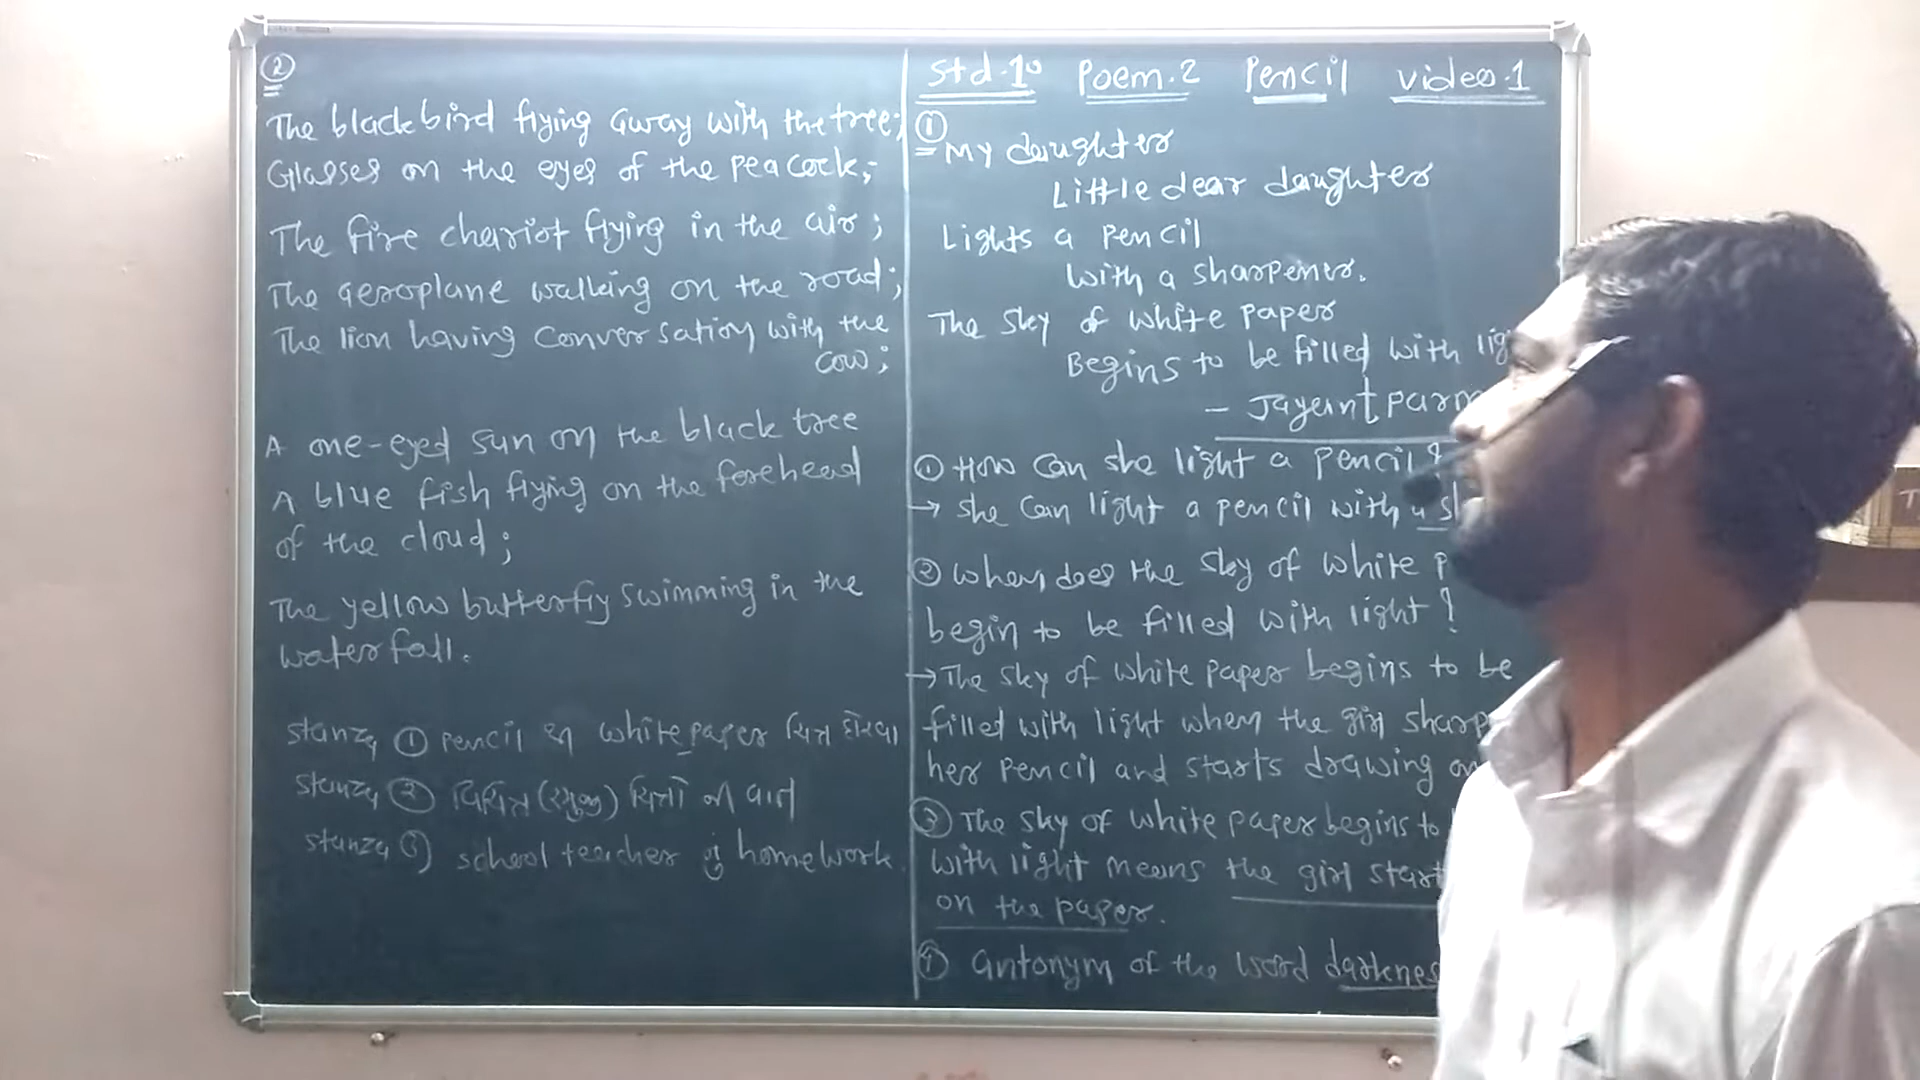 ②
The blackbird flying away with the tree;
Glasses on the eyes of the peacock;
The fire chariot flying in the air;
The aeroplane walking on the road;
The lion having conversation with the
cow;
A one-eyed sun on the black tree
A blue fish flying on the forehead
of the cloud;
The yellow butterfly swimming in the
waterfall.
stanza ① pencil થી white paper ચિત્ર દોરવા
stanza ② વિચિત્ર
stanza ③ school teacher નું homework.
Std-10 Poem.2 Pencil video.1
①
My daughter
Little dear daughter
Lights a pencil
With a sharpener.
The sky of white paper
Begins to be filled with
- Jayant
① How can she light a pencil?
→ She can light a pencil with a
② When does the sky of white
begin to be filled with light?
→ The sky of white paper begins to be
filled with light when the girl
her pencil and starts drawing on
③ The sky of white paper begins to
with light means the girl start
on the paper.
④ Antonym of the word